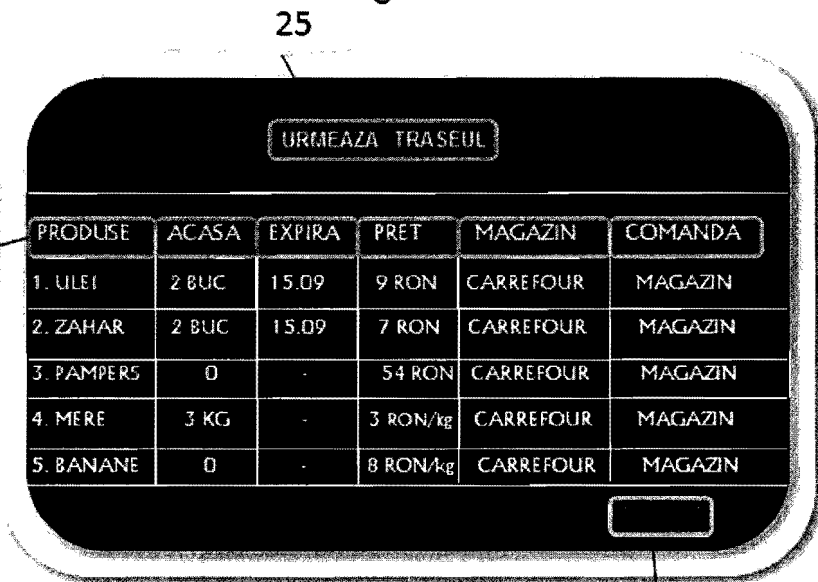 25
URMEAZA TRASEUL
PRODUSE ACASA EXPIRA PRET MAGAZIN COMANDA
1. ULEI 2 BUC 15.09 9 RON CARREFOUR MAGAZIN
2. ZAHAR 2 BUC 15.09 7 RON CARREFOUR MAGAZIN
3. PAMPERS 0 - 54 RON CARREFOUR MAGAZIN
4. MERE 3 KG - 3 RON/kg CARREFOUR MAGAZIN
5. BANANE 0 - 8 RON/kg CARREFOUR MAGAZIN